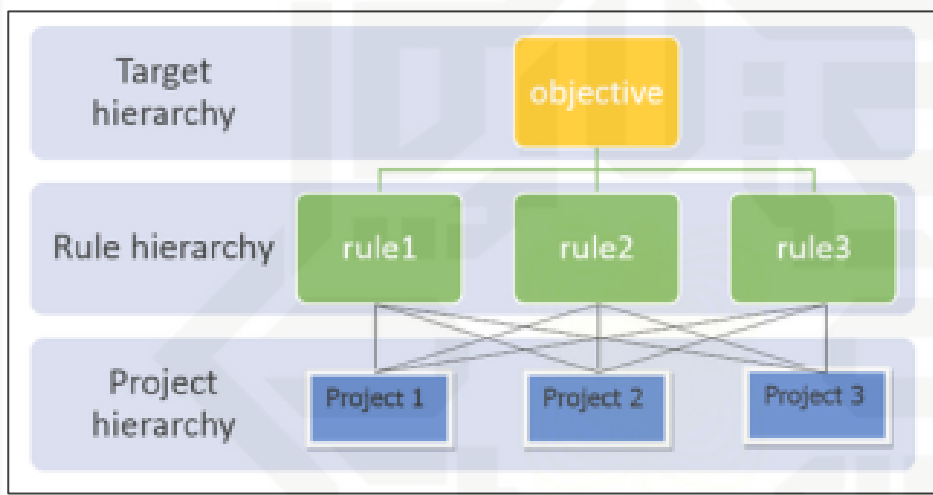 Target
hierarchy
objective
Rule hierarchy
rule1
rule2
rule3
Project
hierarchy
Project 1
Project 2
Project 3